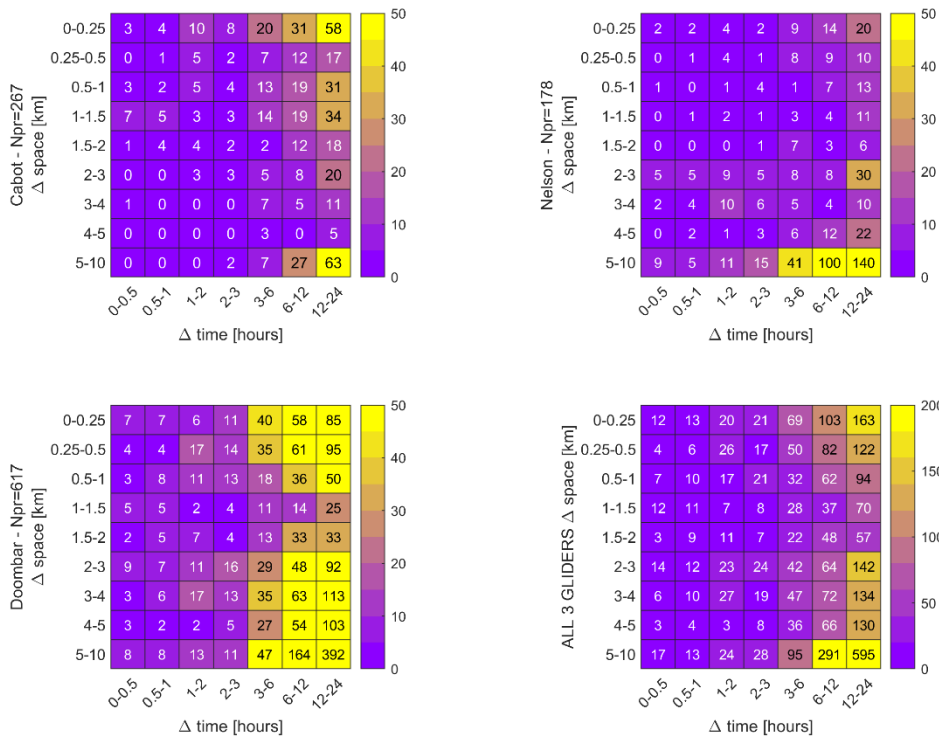 Cabot - Npr=267
Δ space [km]
0-0.25 3 4 10 8 20 31 58
0.25-0.5 0 1 5 2 7 12 17
0.5-1 3 2 5 4 13 19 31
1-1.5 7 5 3 3 14 19 34
1.5-2 1 4 4 2 2 12 18
2-3 0 0 3 3 5 8 20
3-4 1 0 0 0 7 5 11
4-5 0 0 0 0 3 0 5
5-10 0 0 0 2 7 27 63
0-0.5 0.5-1 1-2 2-3 3-6 6-12 12-24
Δ time [hours]
50
40
30
20
10
0
Nelson - Npr=178
Δ space [km]
0-0.25 2 2 4 2 9 14 20
0.25-0.5 0 1 4 1 8 9 10
0.5-1 1 0 1 4 1 7 13
1-1.5 0 1 2 1 3 4 11
1.5-2 0 0 0 1 7 3 6
2-3 5 5 9 5 8 8 30
3-4 2 4 10 6 5 4 10
4-5 0 2 1 3 6 12 22
5-10 9 5 11 15 41 100 140
0-0.5 0.5-1 1-2 2-3 3-6 6-12 12-24
Δ time [hours]
50
40
30
20
10
0
Doombar - Npr=617
Δ space [km]
0-0.25 7 7 6 11 40 58 85
0.25-0.5 4 4 17 14 35 61 95
0.5-1 3 8 11 13 18 36 50
1-1.5 5 5 2 4 11 14 25
1.5-2 2 5 7 4 13 33 33
2-3 9 7 11 16 29 48 92
3-4 3 6 17 13 35 63 113
4-5 3 2 2 5 27 54 103
5-10 8 8 13 11 47 164 392
0-0.5 0.5-1 1-2 2-3 3-6 6-12 12-24
Δ time [hours]
50
40
30
20
10
0
ALL 3 GLIDERS Δ space [km]
0-0.25 12 13 20 21 69 103 163
0.25-0.5 4 6 26 17 50 82 122
0.5-1 7 10 17 21 32 62 94
1-1.5 12 11 7 8 28 37 70
1.5-2 3 9 11 7 22 48 57
2-3 14 12 23 24 42 64 142
3-4 6 10 27 19 47 72 134
4-5 3 4 3 8 36 66 130
5-10 17 13 24 28 95 291 595
0-0.5 0.5-1 1-2 2-3 3-6 6-12 12-24
Δ time [hours]
200
150
100
50
0